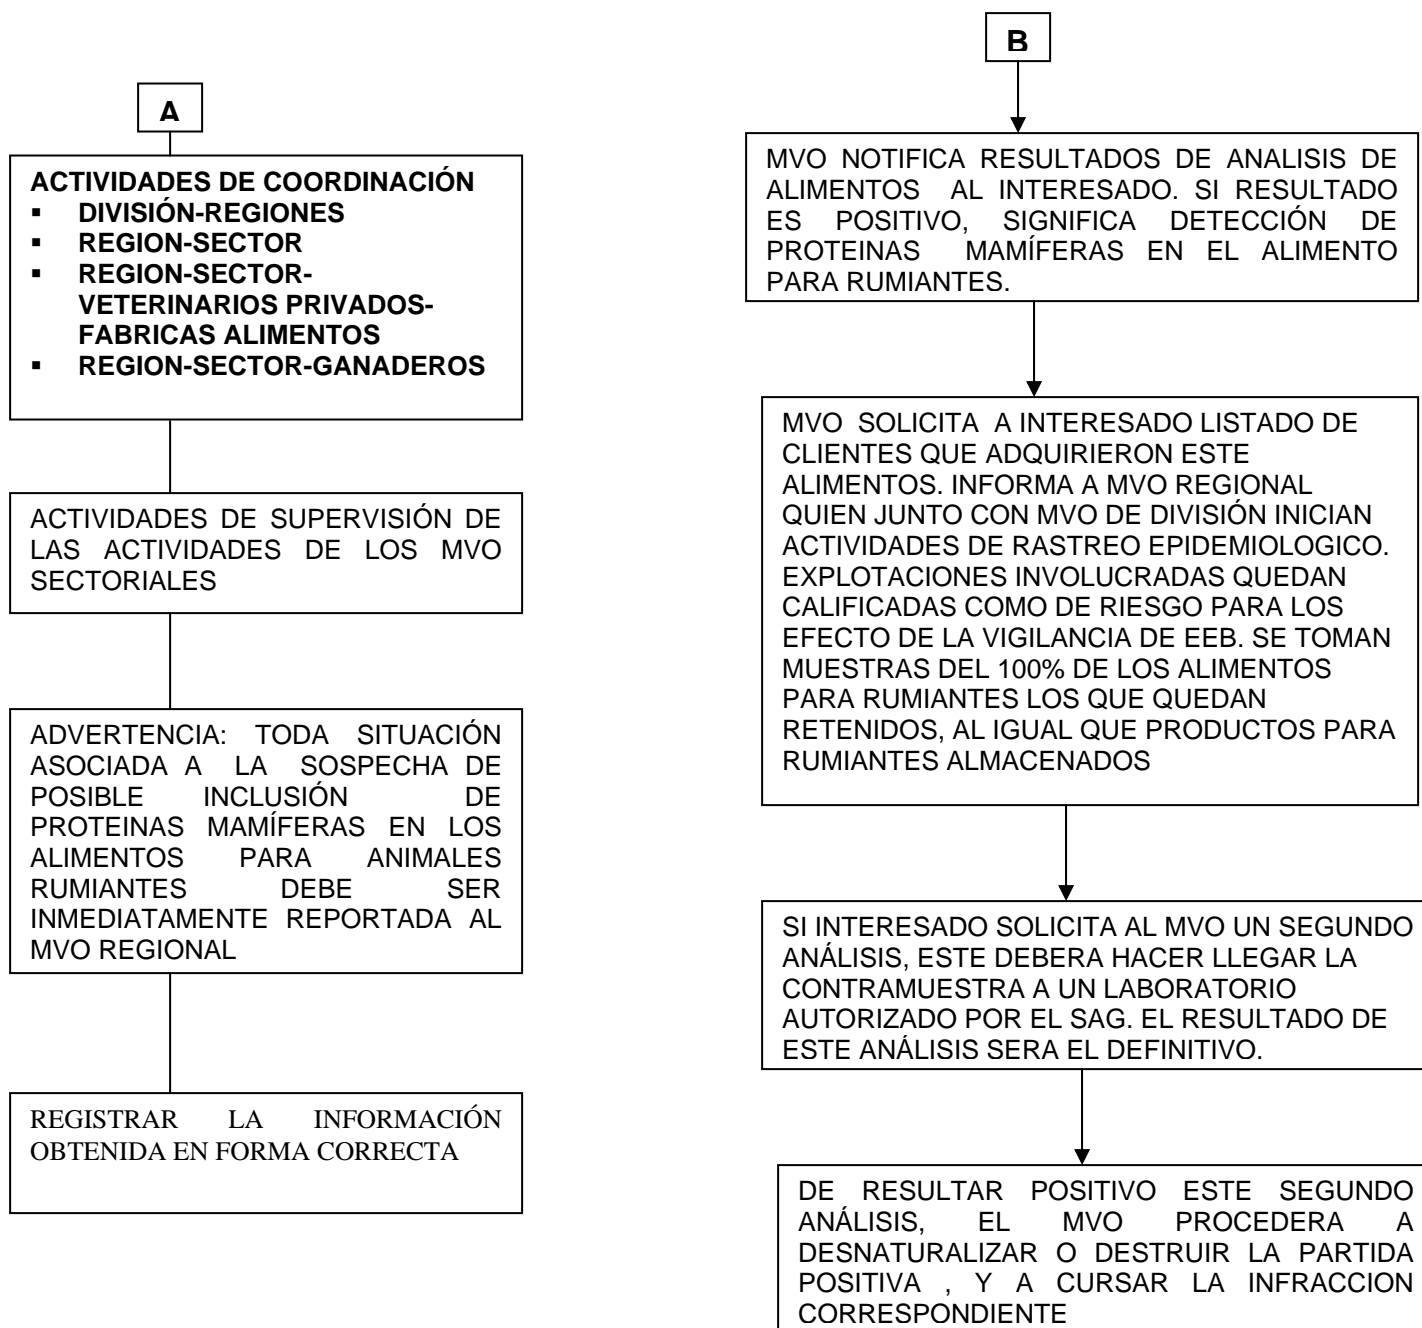 A
ACTIVIDADES DE COORDINACIÓN
▪ DIVISIÓN-REGIONES
▪ REGION-SECTOR
▪ REGION-SECTOR-
VETERINARIOS PRIVADOS-
FABRICAS ALIMENTOS
▪ REGION-SECTOR-GANADEROS
ACTIVIDADES DE SUPERVISIÓN DE
LAS ACTIVIDADES DE LOS MVO
SECTORIALES
ADVERTENCIA: TODA SITUACIÓN
ASOCIADA A LA SOSPECHA DE
POSIBLE INCLUSIÓN DE
PROTEINAS MAMÍFERAS EN LOS
ALIMENTOS PARA ANIMALES
RUMIANTES DEBE SER
INMEDIATAMENTE REPORTADA AL
MVO REGIONAL
REGISTRAR LA INFORMACIÓN
OBTENIDA EN FORMA CORRECTA
B
MVO NOTIFICA RESULTADOS DE ANALISIS DE
ALIMENTOS AL INTERESADO. SI RESULTADO
ES POSITIVO, SIGNIFICA DETECCIÓN DE
PROTEINAS MAMÍFERAS EN EL ALIMENTO
PARA RUMIANTES.
MVO SOLICITA A INTERESADO LISTADO DE
CLIENTES QUE ADQUIRIERON ESTE
ALIMENTOS. INFORMA A MVO REGIONAL
QUIEN JUNTO CON MVO DE DIVISIÓN INICIAN
ACTIVIDADES DE RASTREO EPIDEMIOLOGICO.
EXPLOTACIONES INVOLUCRADAS QUEDAN
CALIFICADAS COMO DE RIESGO PARA LOS
EFECTO DE LA VIGILANCIA DE EEB. SE TOMAN
MUESTRAS DEL 100% DE LOS ALIMENTOS
PARA RUMIANTES LOS QUE QUEDAN
RETENIDOS, AL IGUAL QUE PRODUCTOS PARA
RUMIANTES ALMACENADOS
SI INTERESADO SOLICITA AL MVO UN SEGUNDO
ANÁLISIS, ESTE DEBERA HACER LLEGAR LA
CONTRAMUESTRA A UN LABORATORIO
AUTORIZADO POR EL SAG. EL RESULTADO DE
ESTE ANÁLISIS SERA EL DEFINITIVO.
DE RESULTAR POSITIVO ESTE SEGUNDO
ANÁLISIS, EL MVO PROCEDERA A
DESNATURALIZAR O DESTRUIR LA PARTIDA
POSITIVA , Y A CURSAR LA INFRACCION
CORRESPONDIENTE